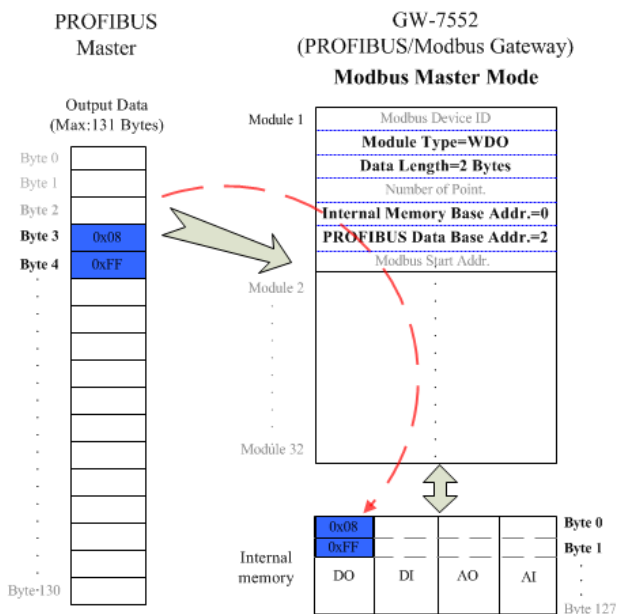 PROFIBUS
Master
GW-7552
(PROFIBUS/Modbus Gateway)
Modbus Master Mode
Output Data
(Max:131 Bytes)
Byte 0
Byte 1
Byte 2
Byte 3
0x08
Byte 4
0xFF
Byte 130
Module 1
Modbus Device ID
Module Type=WDO
Data Length=2 Bytes
Number of Point.
Internal Memory Base Addr.=0
PROFIBUS Data Base Addr.=2
Modbus Start Addr.
Module 2
Module 32
Internal
memory
0x08
0xFF
DO
DI
AO
AI
Byte 0
Byte 1
Byte 127